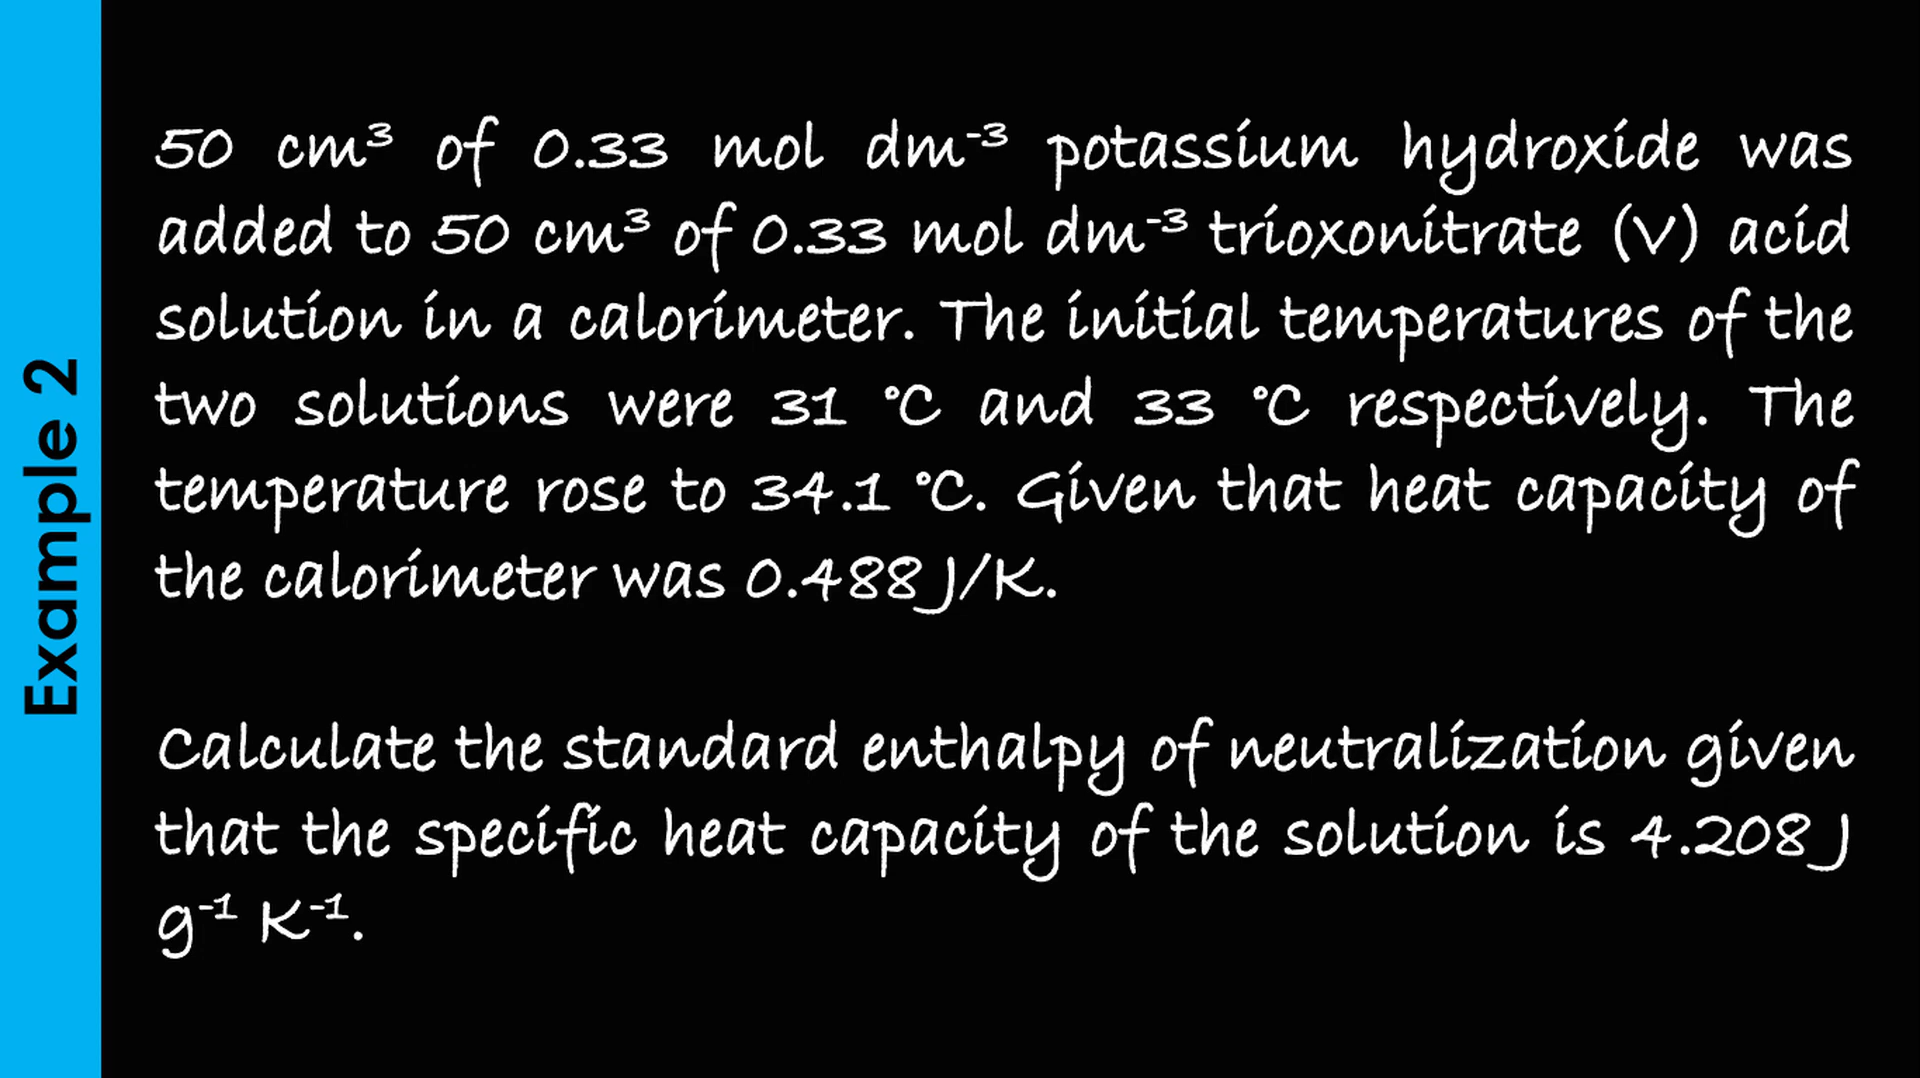 Example 2
50 cm³ of 0.33 mol dm⁻³ potassium hydroxide was
added to 50 cm³ of 0.33 mol dm⁻³ trioxonitrate (V) acid
solution in a calorimeter. The initial temperatures of the
two solutions were 31 °C and 33 °C respectively. The
temperature rose to 34.1 °C. Given that heat capacity of
the calorimeter was 0.488 J/K.
Calculate the standard enthalpy of neutralization given
that the specific heat capacity of the solution is 4.208 J
g⁻¹ K⁻¹.